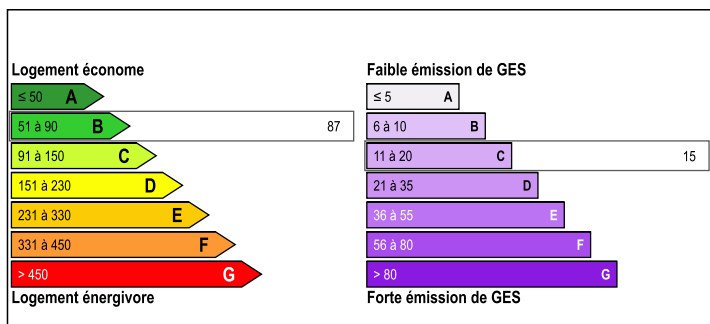 Logement économe
≤ 50 A
51 à 90 B 87
91 à 150 C
151 à 230 D
231 à 330 E
331 à 450 F
> 450 G
Logement énergivore
Faible émission de GES
≤ 5 A
6 à 10 B
11 à 20 C 15
21 à 35 D
36 à 55 E
56 à 80 F
> 80 G
Forte émission de GES